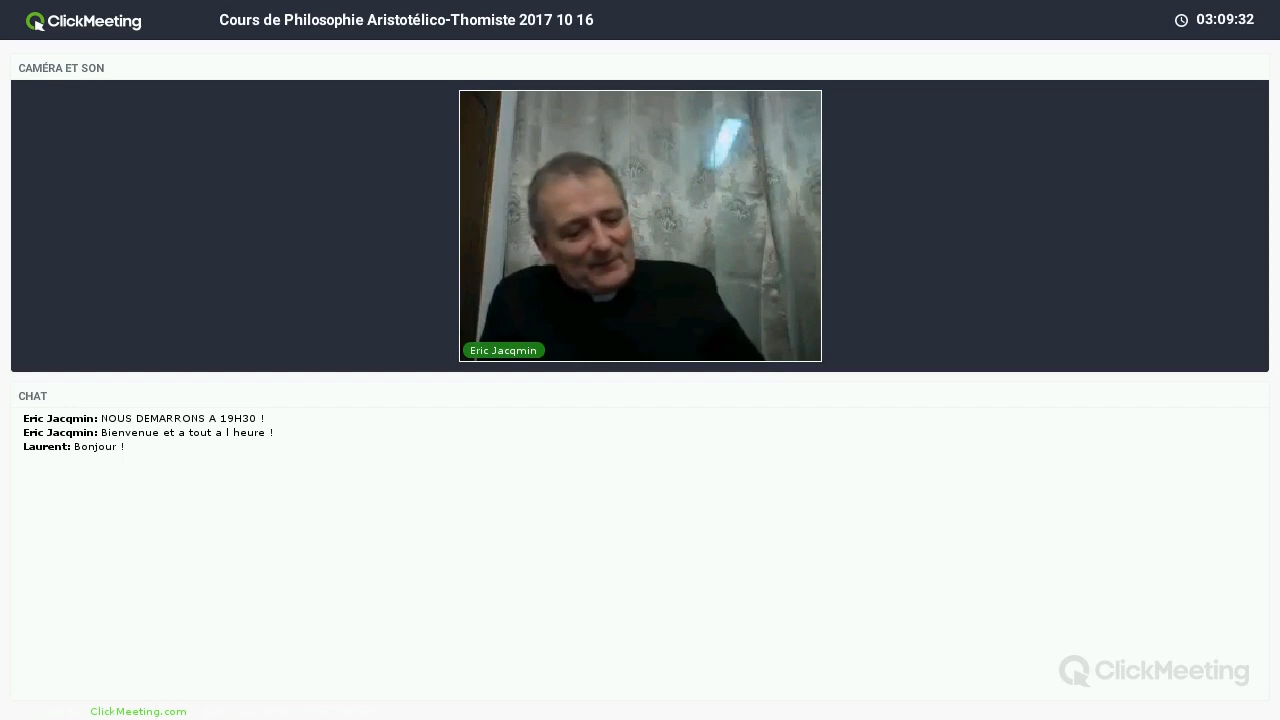 ClickMeeting
Cours de Philosophie Aristotélico-Thomiste 2017 10 16
03:09:32
CAMÉRA ET SON
Eric Jacqmin
CHAT
Eric Jacqmin: NOUS DEMARRONS A 19H30 !
Eric Jacqmin: Bienvenue et a tout a l heure !
Laurent: Bonjour !
ClickMeeting
ClickMeeting.com